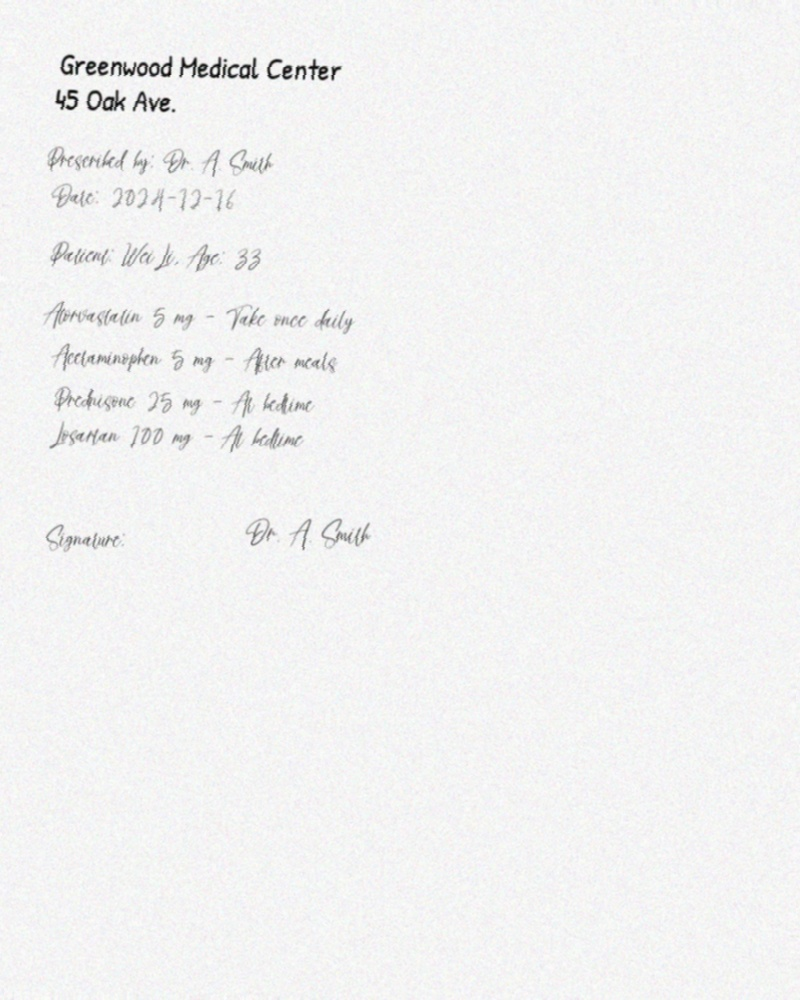 Greenwood Medical Center
45 Oak Ave.
Prescribed by: Dr. A. Smith
Date: 2024-12-16
Patient: Wei Li, Age: 33
Atorvastatin 5 mg - Take once daily
Acetaminophen 5 mg - After meals
Prednisone 25 mg - At bedtime
Losartan 100 mg - At bedtime
Signature:
Dr. A. Smith